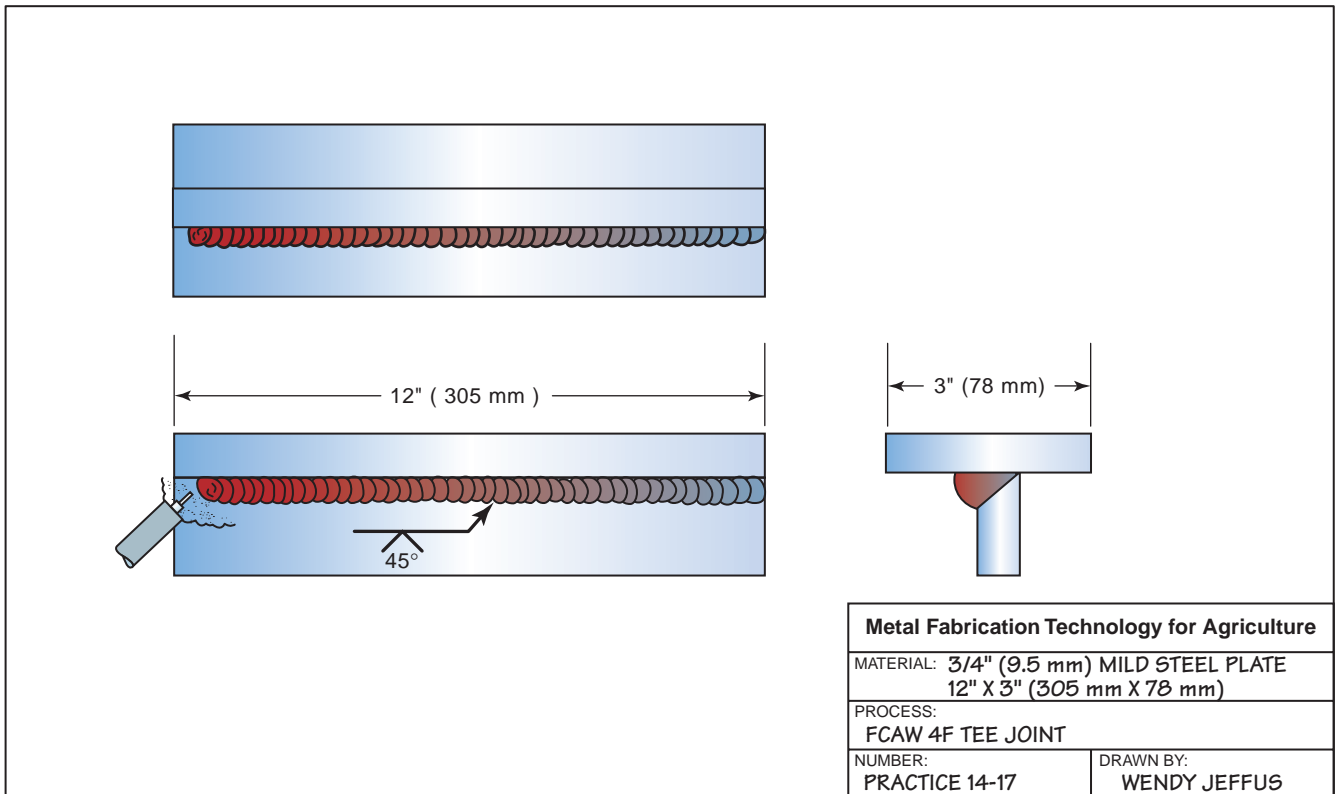 12" ( 305 mm )
3" (78 mm)
45°
Metal Fabrication Technology for Agriculture
MATERIAL: 3/4" (9.5 mm) MILD STEEL PLATE
12" X 3" (305 mm X 78 mm)
PROCESS:
FCAW 4F TEE JOINT
NUMBER:
PRACTICE 14-17
DRAWN BY:
WENDY JEFFUS